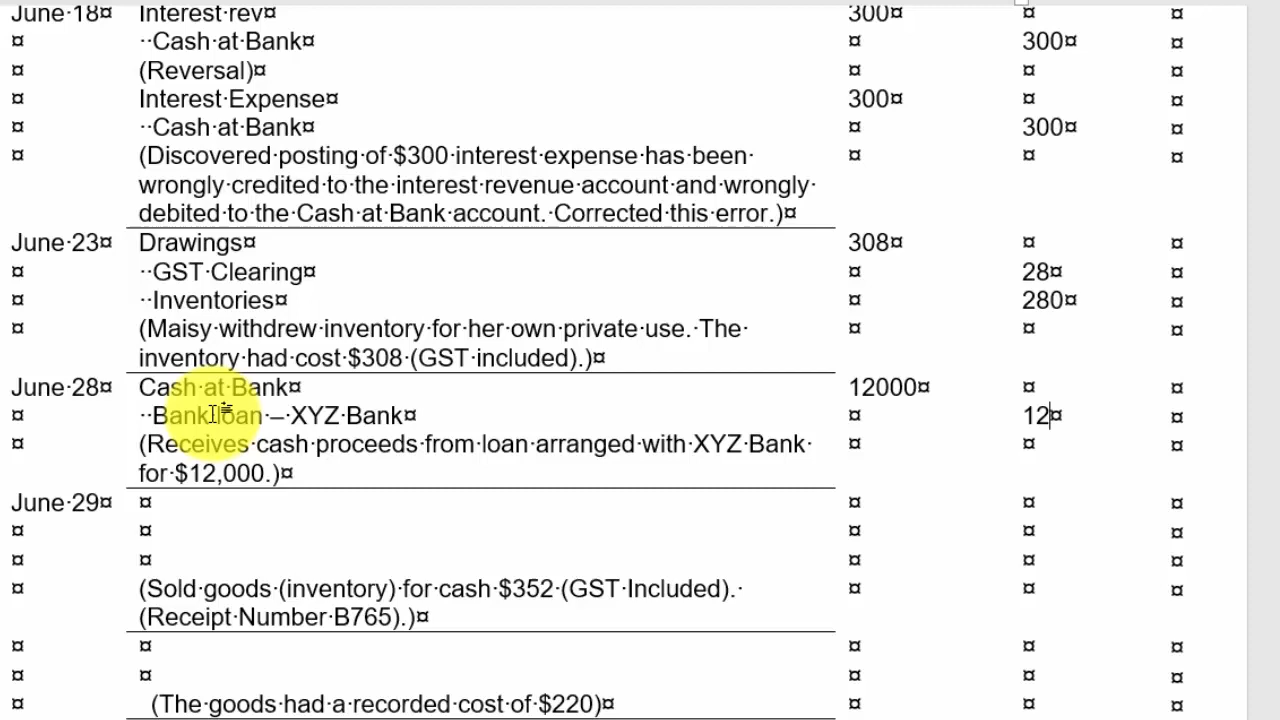 June 18 Interest rev 300
Cash at Bank 300
(Reversal)
Interest Expense 300
Cash at Bank 300
(Discovered posting of $300 interest expense has been
wrongly credited to the interest revenue account and wrongly
debited to the Cash at Bank account. Corrected this error.)
June 23 Drawings 308
GST Clearing 28
Inventories 280
(Maisy withdrew inventory for her own private use. The
inventory had cost $308 (GST included).)
June 28 Cash at Bank 12000
Bank loan – XYZ Bank 12
(Receives cash proceeds from loan arranged with XYZ Bank
for $12,000.)
June 29
(Sold goods (inventory) for cash $352 (GST Included).
(Receipt Number B765).)
(The goods had a recorded cost of $220)